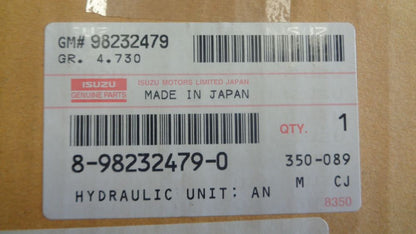 GM# 98232479
GR. 4.730
ISUZU
GENUINE PARTS
ISUZU MOTORS LIMITED JAPAN
MADE IN JAPAN
QTY. 1
8-98232479-0
350-089
HYDRAULIC UNIT: AN
M CJ
8350